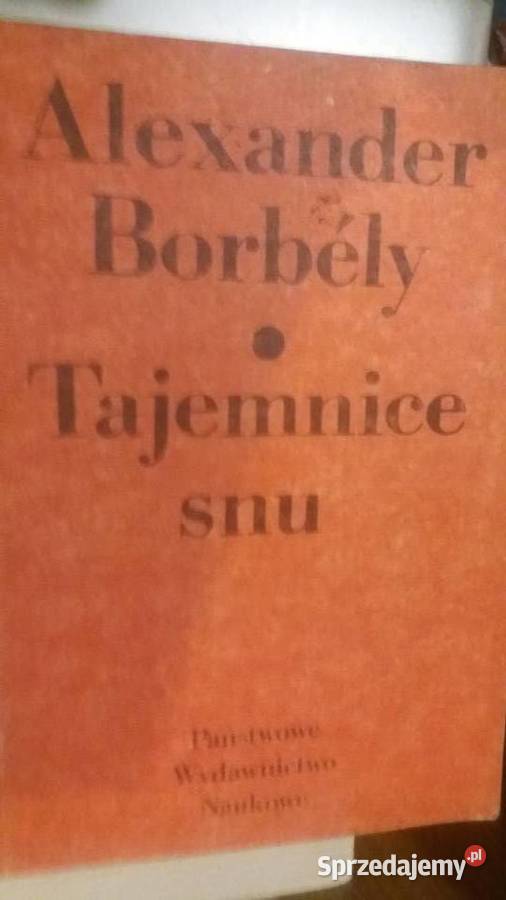 Alexander
Borbély
•
Tajemnice
snu
Państwowe
Wydawnictwo
Naukowe
Sprzedajemy.pl